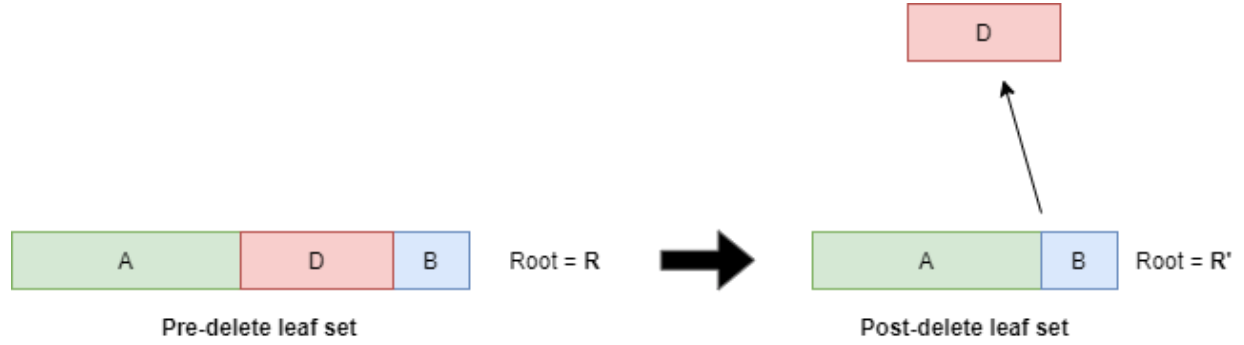 D
A D B Root = R A B Root = R'
Pre-delete leaf set Post-delete leaf set